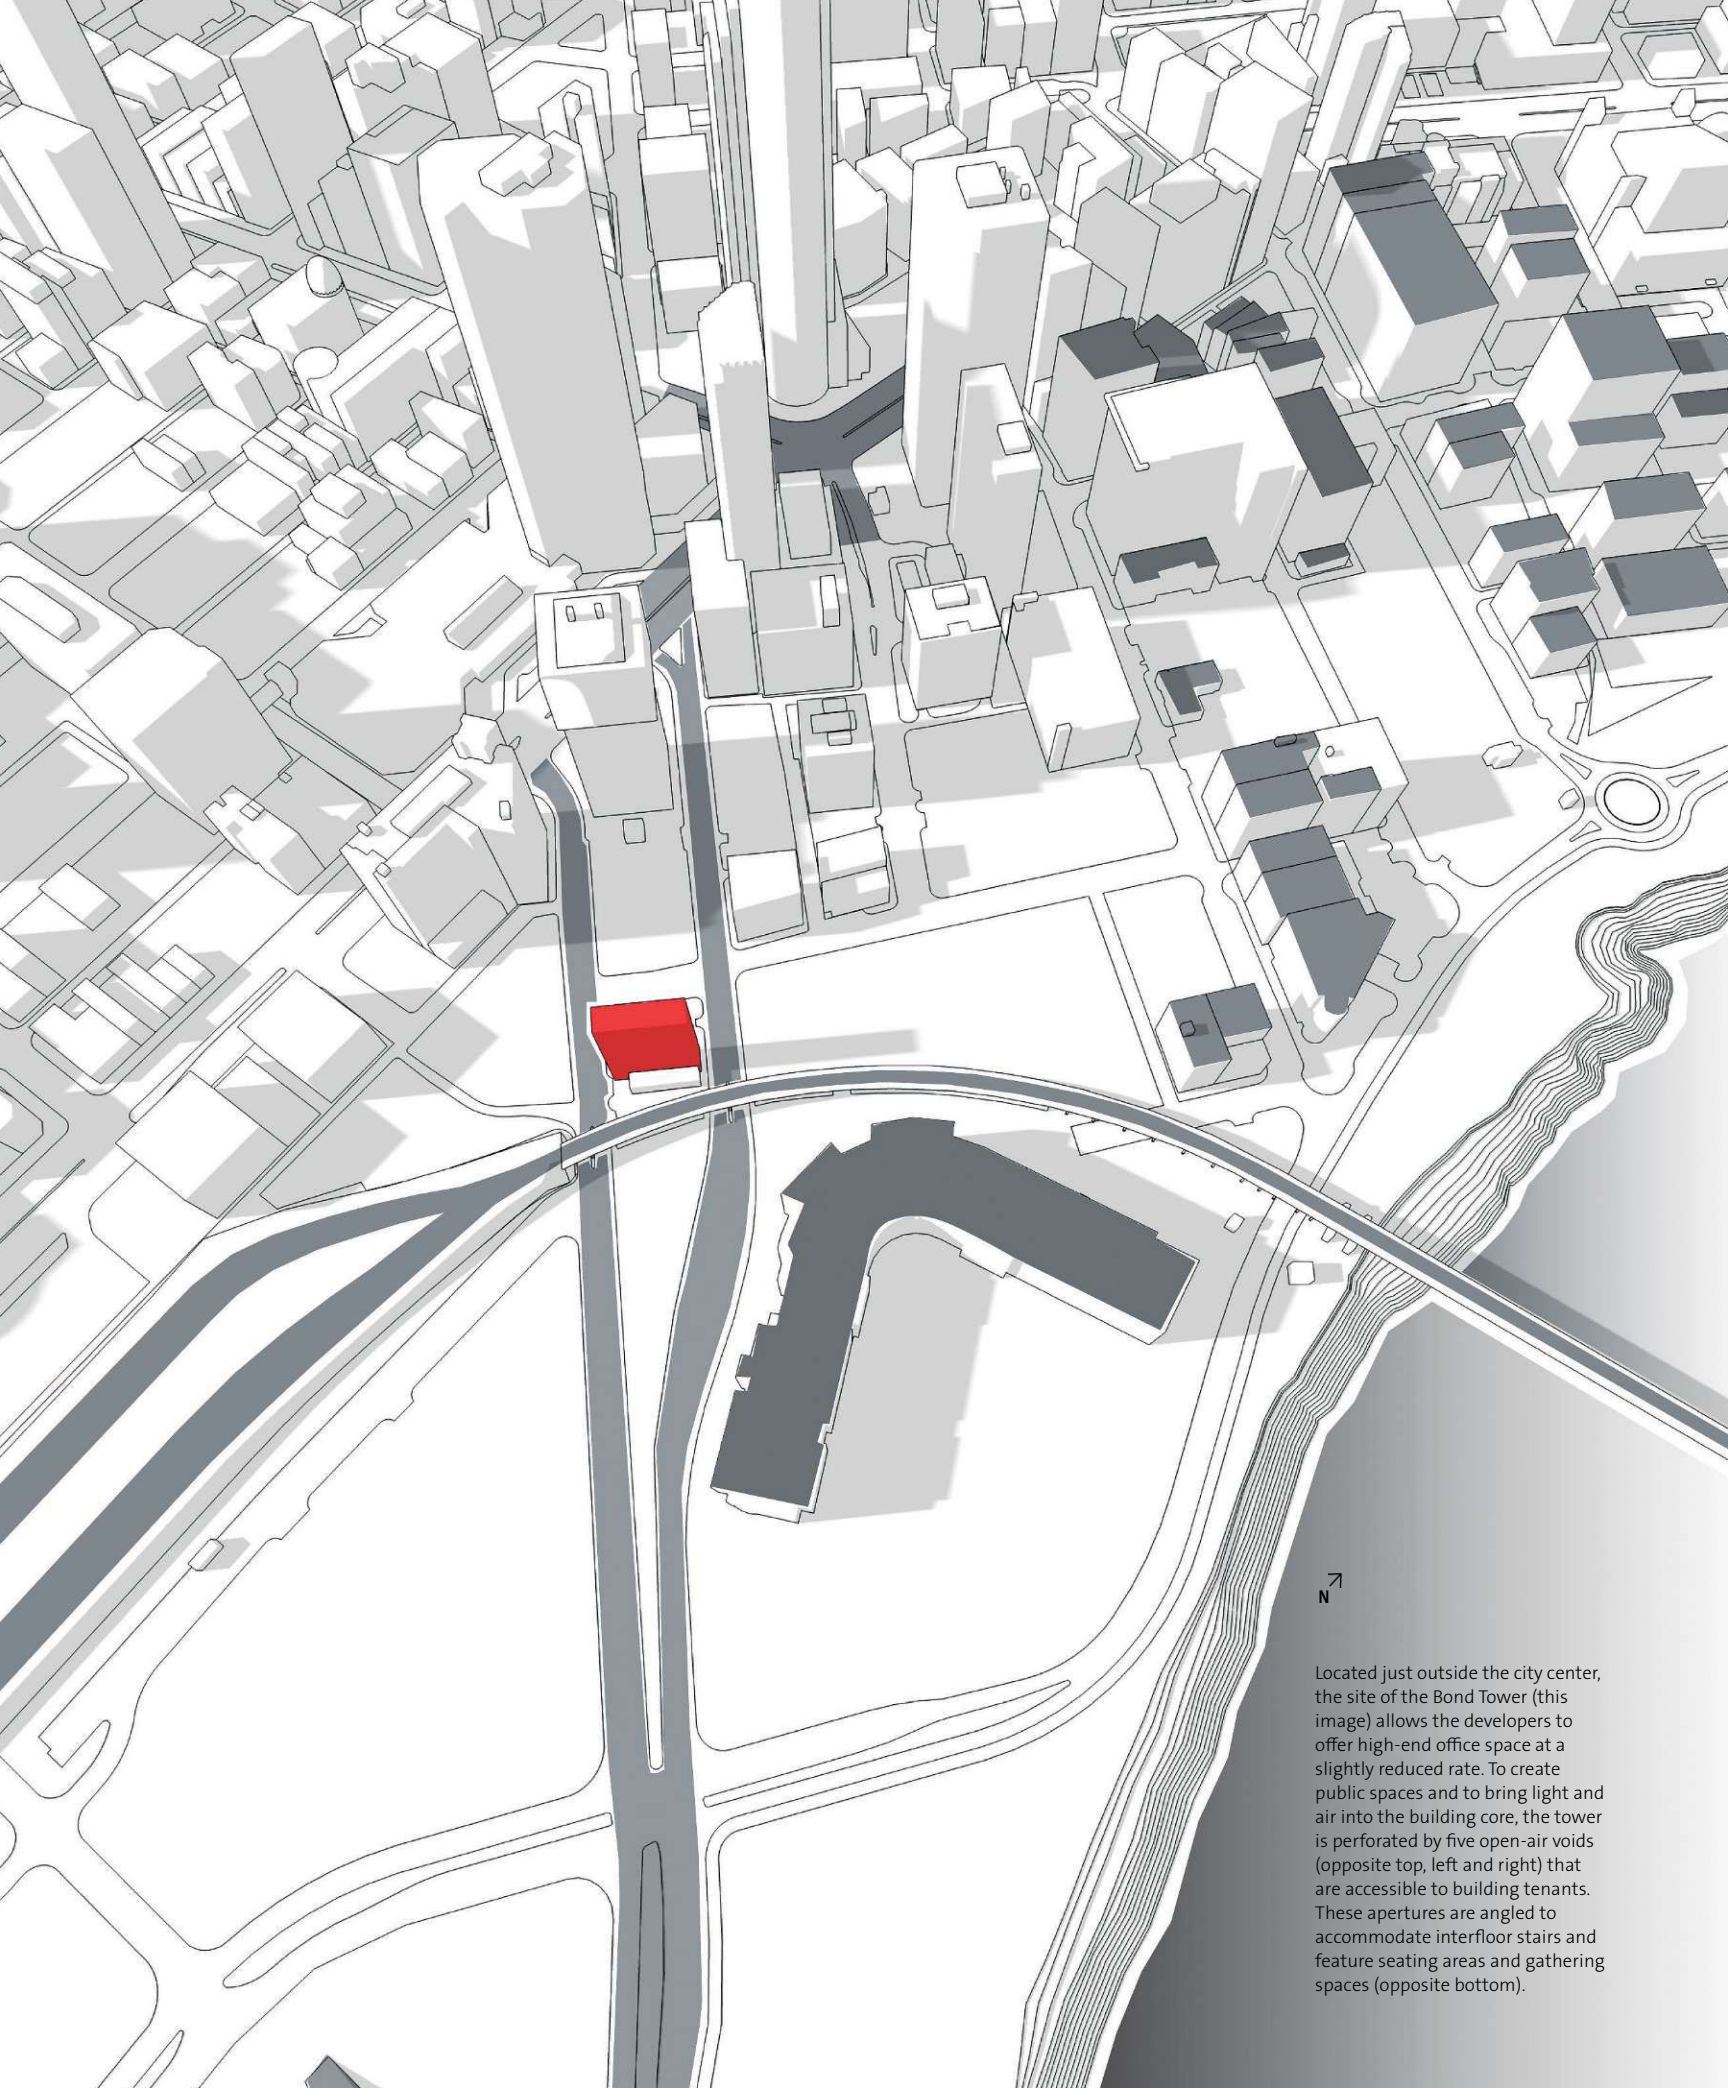 N
Located just outside the city center,
the site of the Bond Tower (this
image) allows the developers to
offer high-end office space at a
slightly reduced rate. To create
public spaces and to bring light and
air into the building core, the tower
is perforated by five open-air voids
(opposite top, left and right) that
are accessible to building tenants.
These apertures are angled to
accommodate interfloor stairs and
feature seating areas and gathering
spaces (opposite bottom).